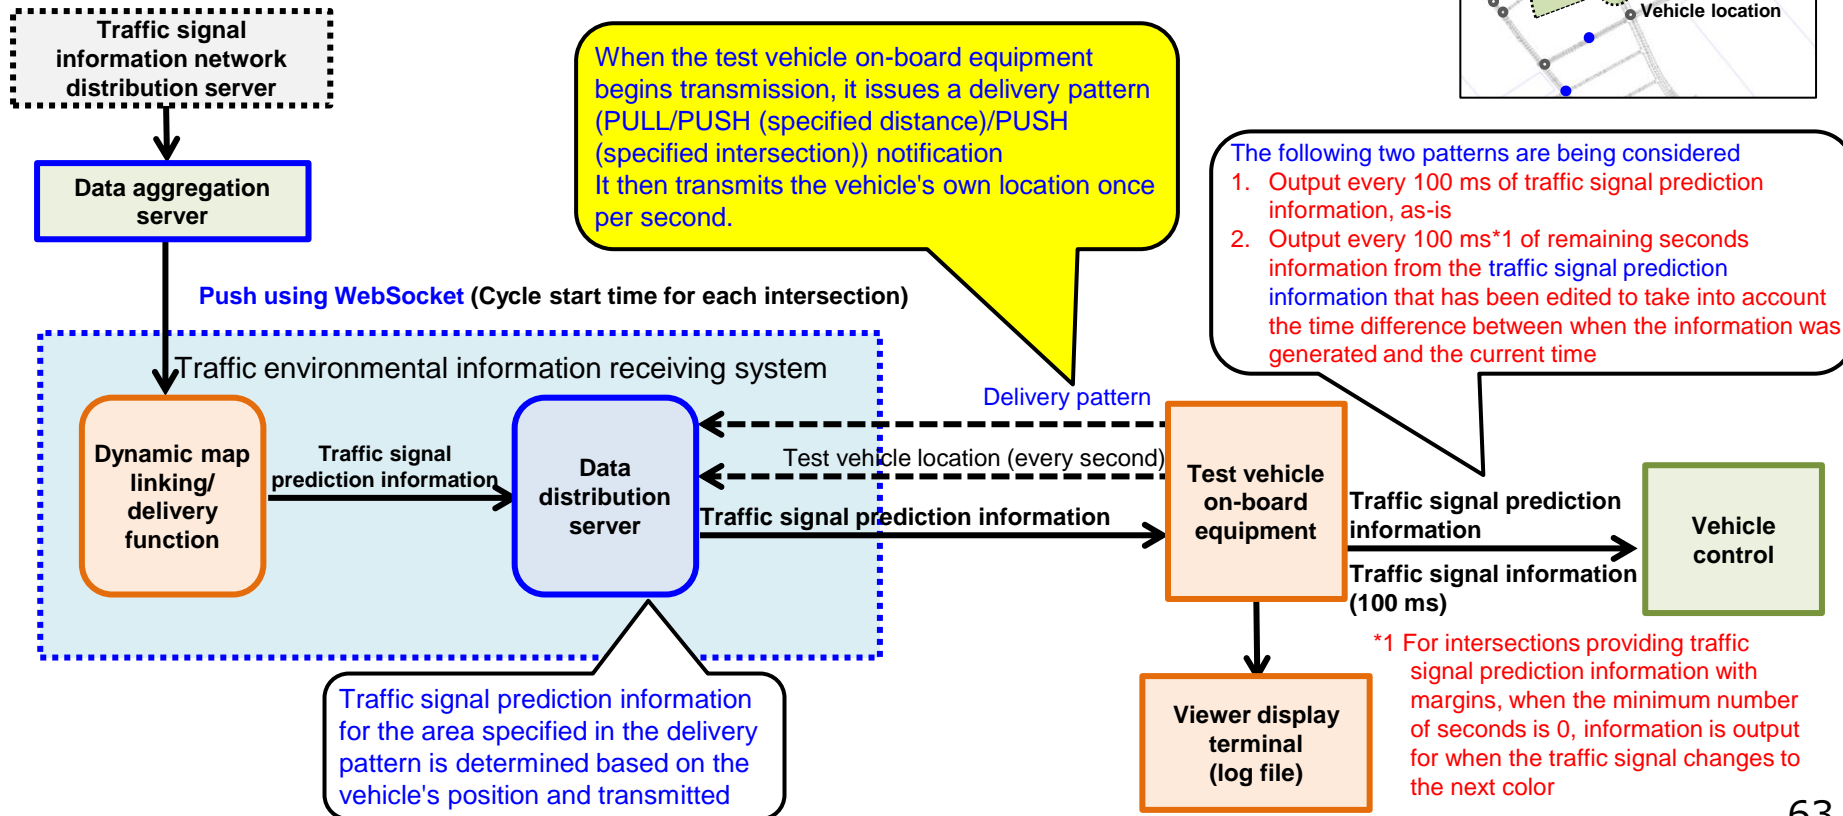 Traffic signal
information network
distribution server
Vehicle location
When the test vehicle on-board equipment
begins transmission, it issues a delivery pattern
(PULL/PUSH (specified distance)/PUSH
(specified intersection)) notification
It then transmits the vehicle's own location once
per second.
The following two patterns are being considered
1. Output every 100 ms of traffic signal prediction
information, as-is
2. Output every 100 ms*1 of remaining seconds
information from the traffic signal prediction
information that has been edited to take into account
the time difference between when the information was
generated and the current time
Data aggregation
server
Push using WebSocket (Cycle start time for each intersection)
Traffic environmental information receiving system
Delivery pattern
Test vehicle location (every second)
Dynamic map
linking/
delivery
function
Traffic signal
prediction information
Data
distribution
server
Traffic signal prediction information
Test vehicle
on-board
equipment
Traffic signal prediction
information
Traffic signal information
(100 ms)
Vehicle
control
Traffic signal prediction information
for the area specified in the delivery
pattern is determined based on the
vehicle's position and transmitted
Viewer display
terminal
(log file)
*1 For intersections providing traffic
signal prediction information with
margins, when the minimum number
of seconds is 0, information is output
for when the traffic signal changes to
the next color
63